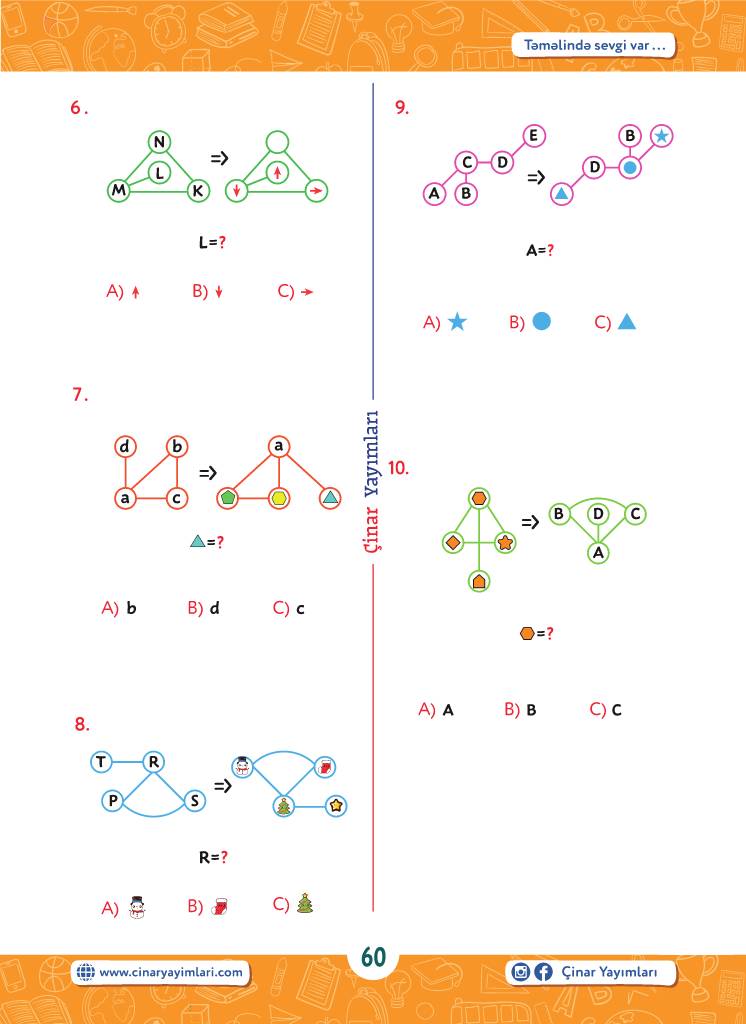 Təməlində sevgi var ...
6.
N
L
M
K
=>
L=?
A)
B)
C)
7.
d
b
a
c
=>
a
=?
A) b
B) d
C) c
8.
T
R
P
S
=>
R=?
A)
B)
C)
Çinar Yayımları
9.
E
C
D
A
B
=>
B
D
A=?
A)
B)
C)
10.
=>
B
D
C
A
=?
A) A
B) B
C) C
60
www.cinaryayimlari.com
Çinar Yayımları